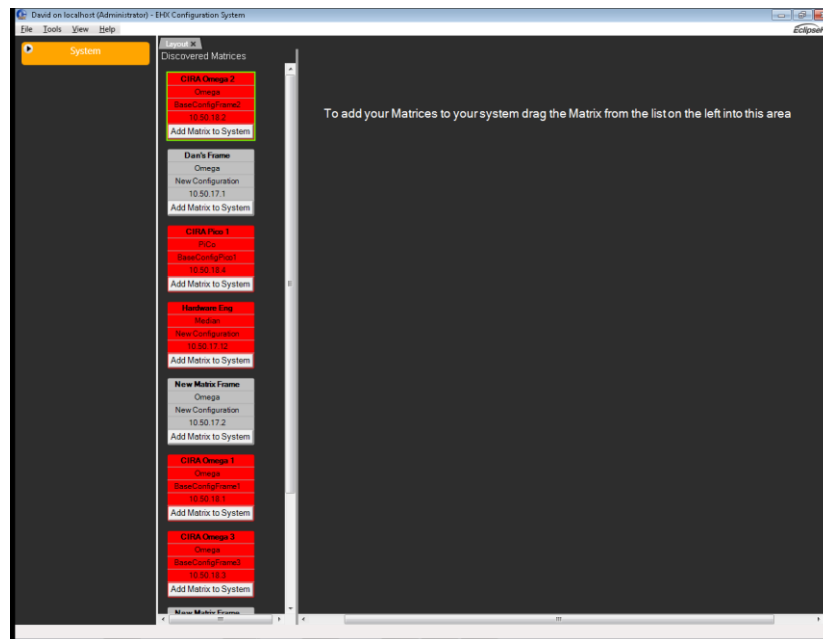 David on localhost (Administrator) - EHX Configuration System
File Tools View Help
EclipseH
System
Layout x
Discovered Matrices
CIRA Omega 2
Omega
BaseConfigFrame2
10.50.18.2
Add Matrix to System
Dan's Frame
Omega
New Configuration
10.50.17.1
Add Matrix to System
CIRA Pico 1
PiCo
BaseConfigPico1
10.50.18.4
Add Matrix to System
Hardware Eng
Median
New Configuration
10.50.17.12
Add Matrix to System
New Matrix Frame
Omega
New Configuration
10.50.17.2
Add Matrix to System
CIRA Omega 1
Omega
BaseConfigFrame1
10.50.18.1
Add Matrix to System
CIRA Omega 3
Omega
BaseConfigFrame3
10.50.18.3
Add Matrix to System
New Matrix Frame
To add your Matrices to your system drag the Matrix from the list on the left into this area